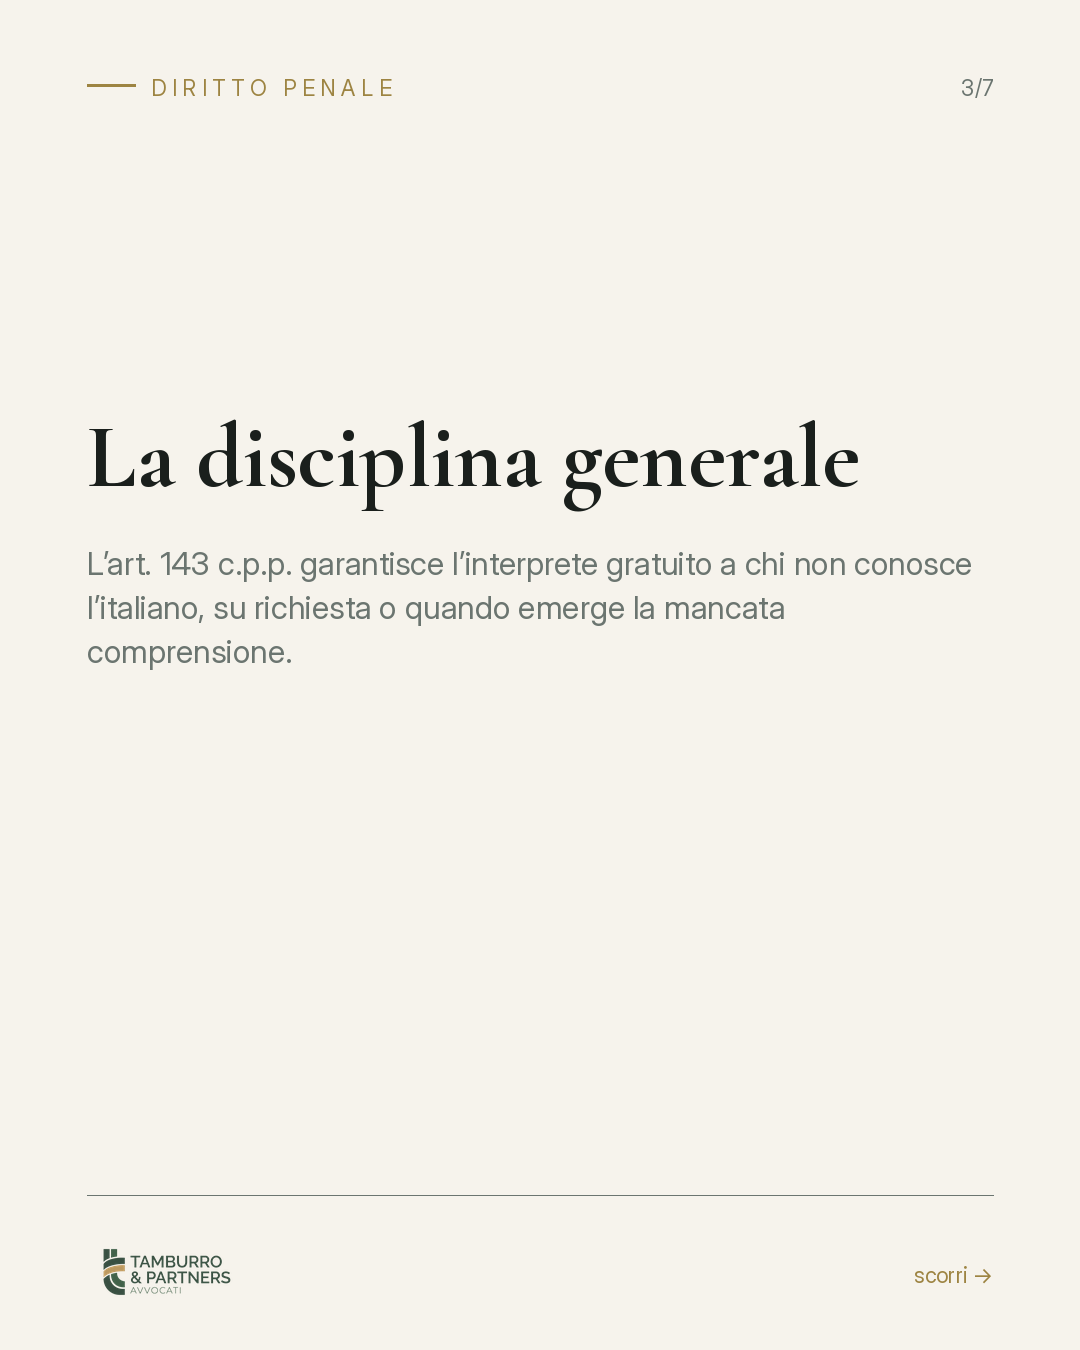 DIRITTO PENALE
3/7
La disciplina generale
L’art. 143 c.p.p. garantisce l’interprete gratuito a chi non conosce
l’italiano, su richiesta o quando emerge la mancata
comprensione.
TAMBURRO
& PARTNERS
AVVOCATI
scorri →